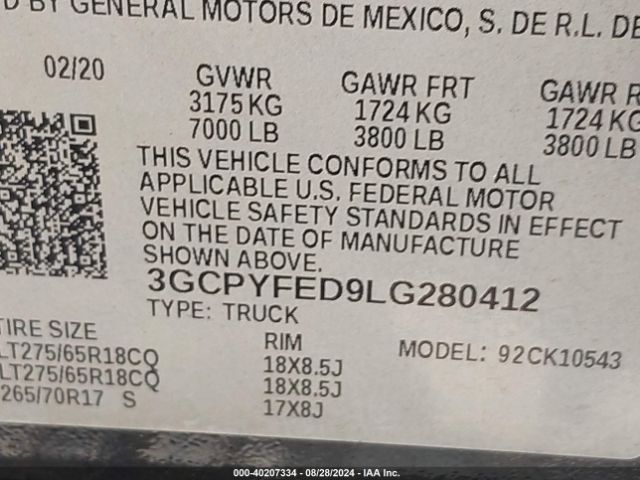 BY GENERAL MOTORS DE MEXICO, S. DE R.L. DE
02/20
GVWR
3175 KG
7000 LB
GAWR FRT
1724 KG
3800 LB
GAWR R
1724 KG
3800 LB
THIS VEHICLE CONFORMS TO ALL
APPLICABLE U.S. FEDERAL MOTOR
VEHICLE SAFETY STANDARDS IN EFFECT
ON THE DATE OF MANUFACTURE
SHOWN ABOVE.
3GCPYFED9LG280412
TYPE: TRUCK
TIRE SIZE
LT275/65R18CQ
LT275/65R18CQ
265/70R17 S
RIM
18X8.5J
18X8.5J
17X8J
MODEL: 92CK10543
000-40207334 - 08/28/2024 - IAA Inc.